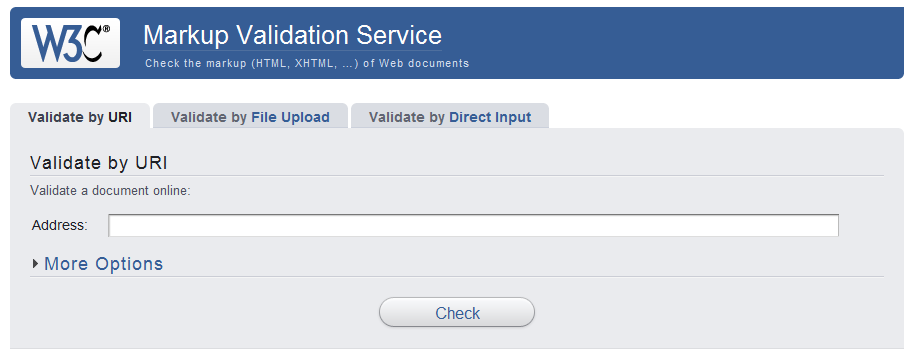 W3C®
Markup Validation Service
Check the markup (HTML, XHTML, …) of Web documents
Validate by URI
Validate by File Upload
Validate by Direct Input
Validate by URI
Validate a document online:
Address:
More Options
Check